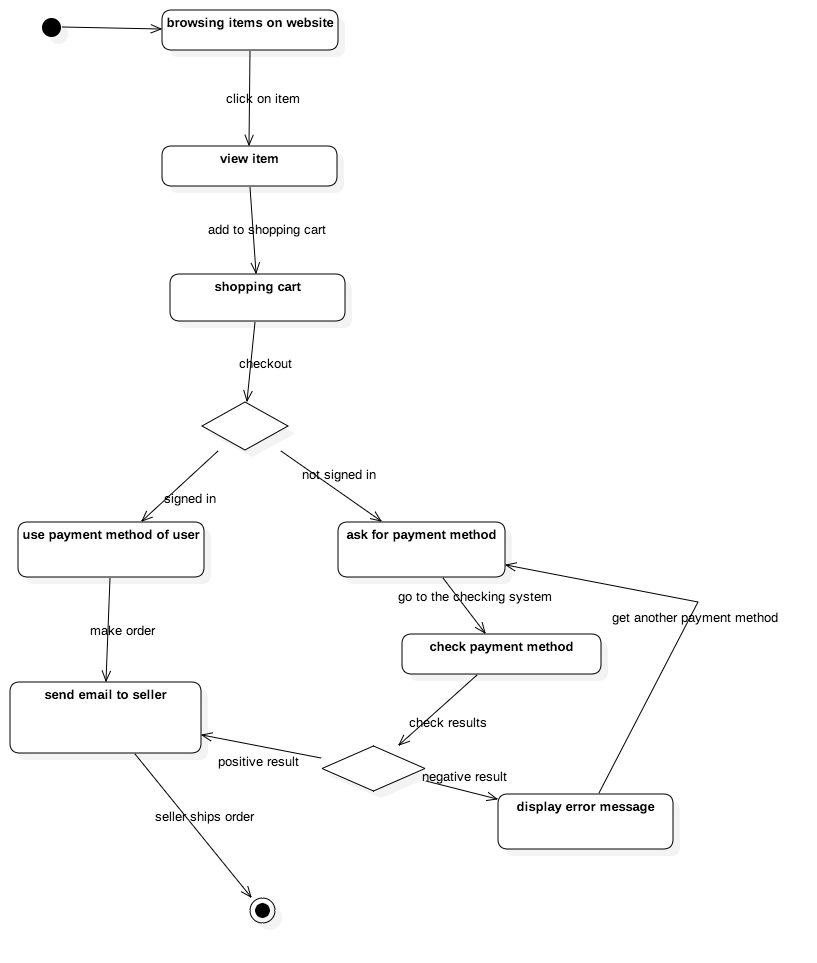 browsing items on website
click on item
view item
add to shopping cart
shopping cart
checkout
not signed in
signed in
use payment method of user
ask for payment method
go to the checking system
get another payment method
make order
check payment method
send email to seller
check results
positive result
negative result
display error message
seller ships order